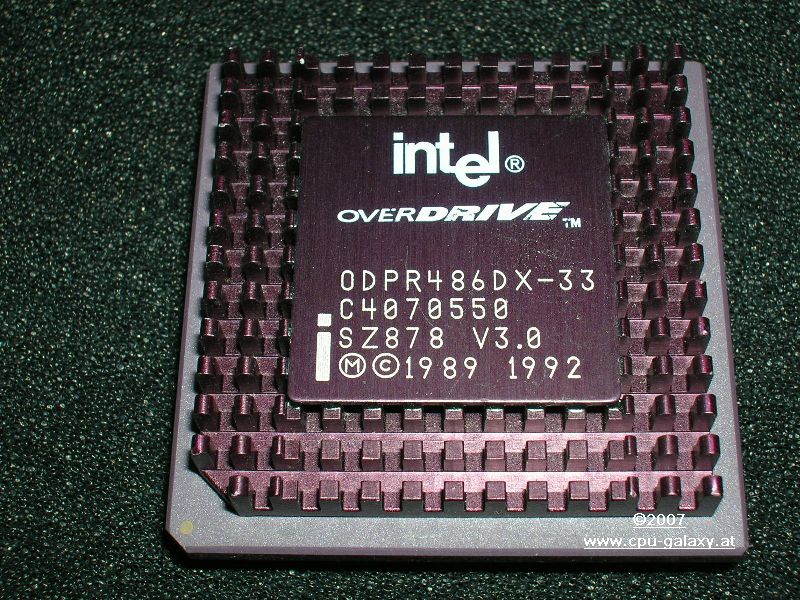 intel®
OVERDRIVE™
ODPR486DX-33
C4070550
SZ878 V3.0
Ⓜ©1989 1992
©2007
www.cpu-galaxy.at